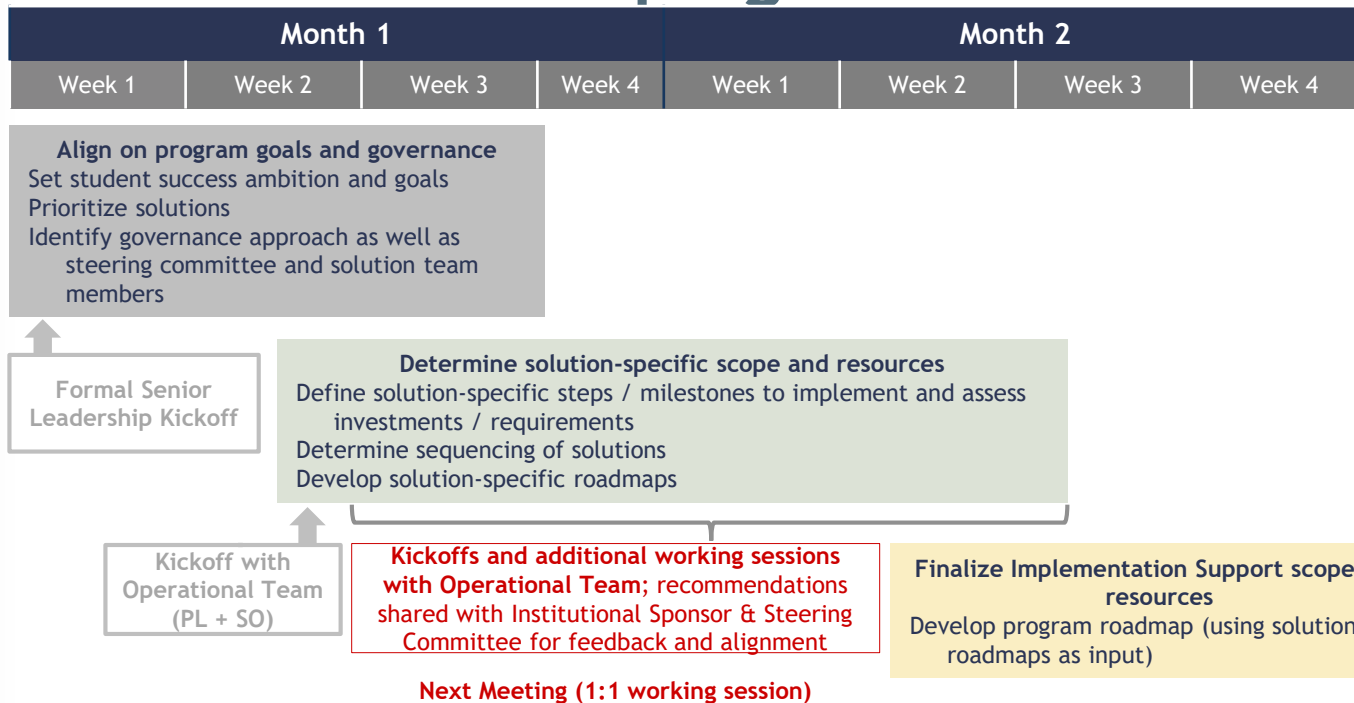 Month 1
Month 2
Week 1
Week 2
Week 3
Week 4
Week 1
Week 2
Week 3
Week 4
Align on program goals and governance
Set student success ambition and goals
Prioritize solutions
Identify governance approach as well as
steering committee and solution team
members
Formal Senior
Leadership Kickoff
Determine solution-specific scope and resources
Define solution-specific steps / milestones to implement and assess
investments / requirements
Determine sequencing of solutions
Develop solution-specific roadmaps
Kickoff with
Operational Team
(PL + SO)
Kickoffs and additional working sessions
with Operational Team; recommendations
shared with Institutional Sponsor & Steering
Committee for feedback and alignment
Finalize Implementation Support scope
resources
Develop program roadmap (using solution
roadmaps as input)
Next Meeting (1:1 working session)